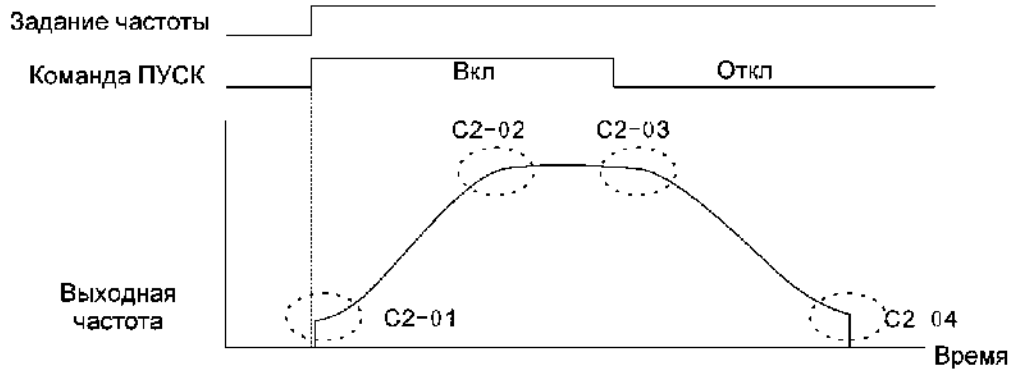 Задание частоты
Команда ПУСК
Вкл
Откл
C2-02
C2-03
Выходная
частота
C2-01
C2 04
Время